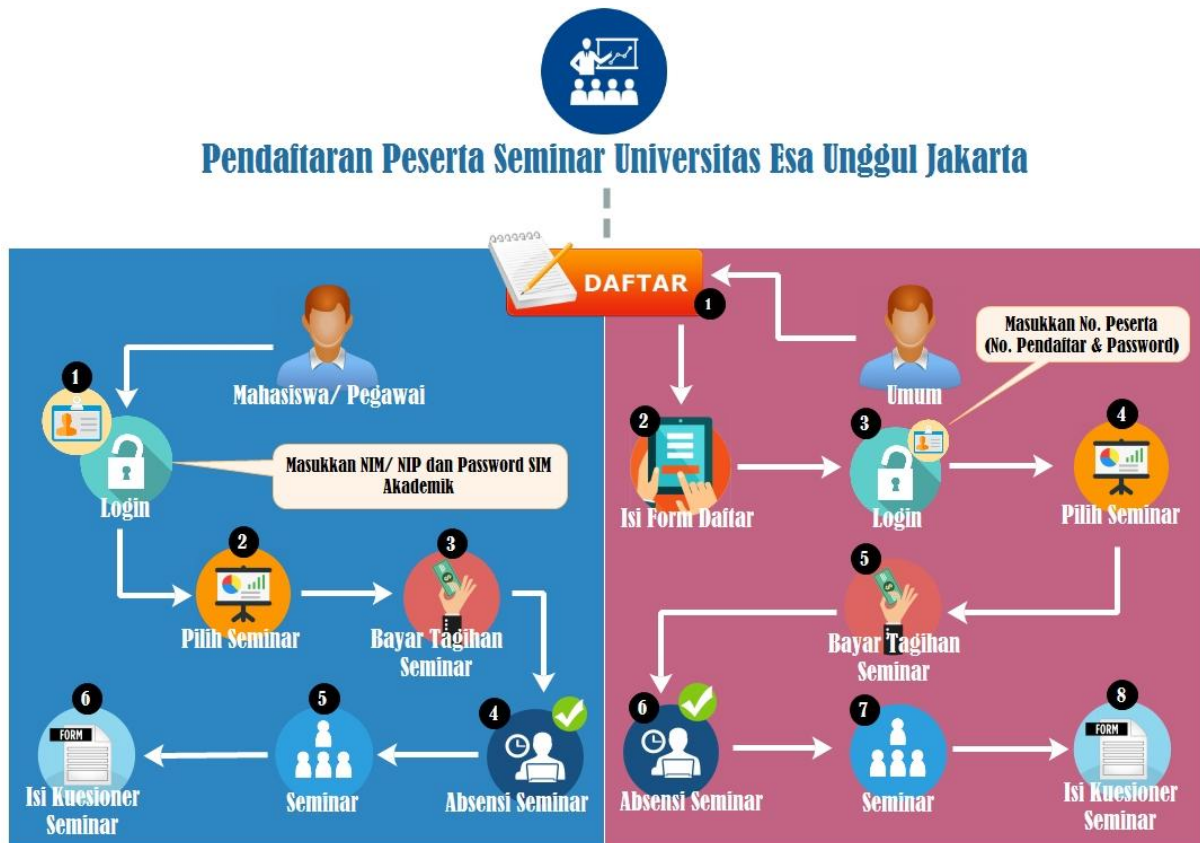 Pendaftaran Peserta Seminar Universitas Esa Unggul Jakarta
DAFTAR
1
Mahasiswa/ Pegawai
1
Login
Masukkan NIM/ NIP dan Password SIM
Akademik
2
Pilih Seminar
3
Bayar Tagihan
Seminar
4
Absensi Seminar
5
Seminar
6
FORM
Isi Kuesioner
Seminar
Umum
Masukkan No. Peserta
(No. Pendaftar & Password)
2
Isi Form Daftar
3
Login
4
Pilih Seminar
5
Bayar Tagihan
Seminar
6
Absensi Seminar
7
Seminar
8
FORM
Isi Kuesioner
Seminar